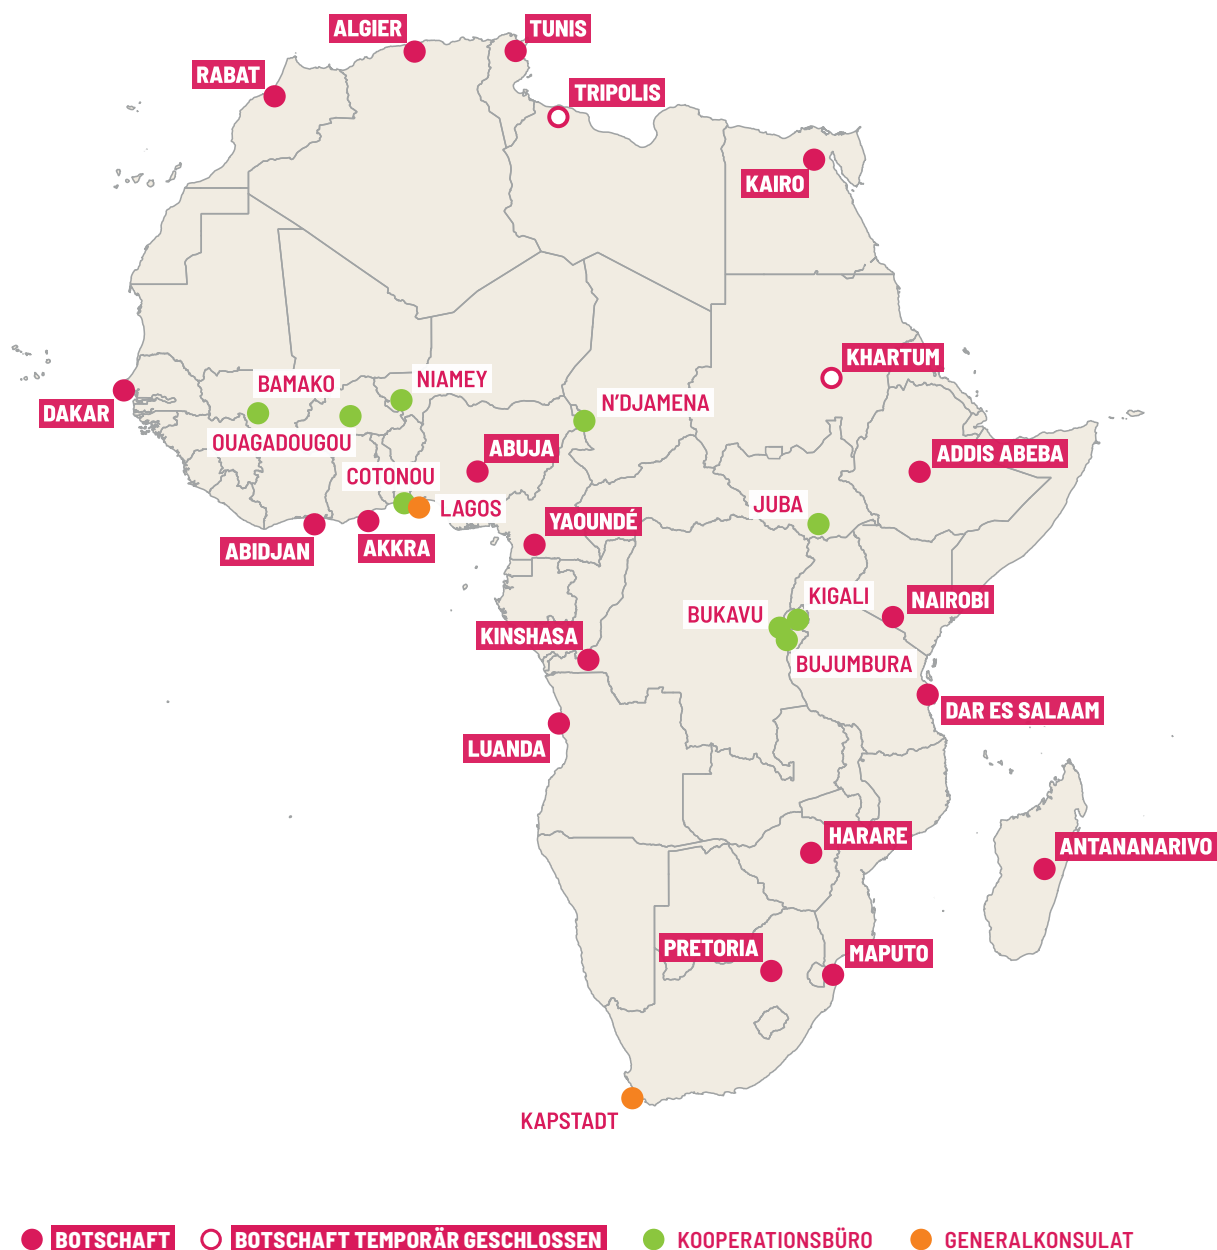 ALGIER
TUNIS
RABAT
TRIPOLIS
KAIRO
KHARTUM
DAKAR
BAMAKO
NIAMEY
N'DJAMENA
OUAGADOUGOU
ABUJA
ADDIS ABEBA
COTONOU
LAGOS
JUBA
YAOUNDÉ
ABIDJAN
AKKRA
KIGALI
NAIROBI
BUKAVU
KINSHASA
BUJUMBURA
DAR ES SALAAM
LUANDA
HARARE
ANTANANARIVO
PRETORIA
MAPUTO
KAPSTADT
BOTSCHAFT
BOTSCHAFT TEMPORÄR GESCHLOSSEN
KOOPERATIONSBÜRO
GENERALKONSULAT